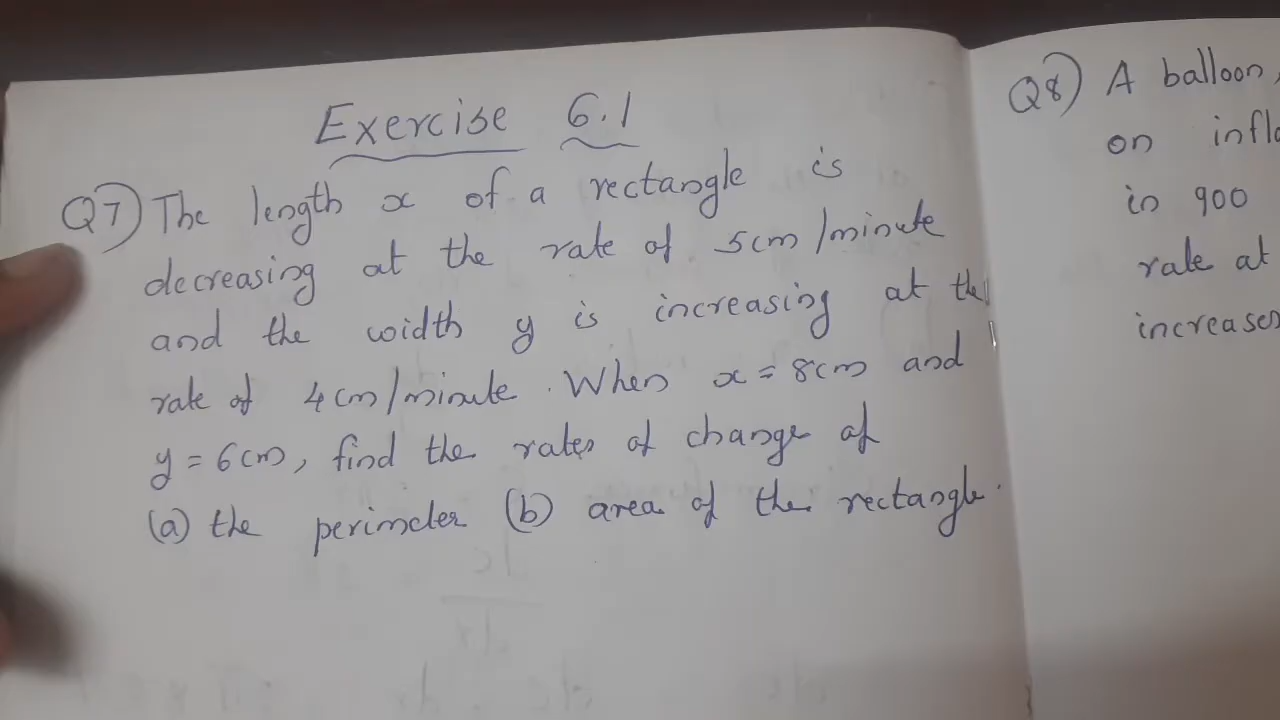 Exercise 6.1
Q7) The length x of a rectangle is
decreasing at the rate of 5cm/minute
and the width y is increasing at the
rate of 4cm/minute. When x = 8cm and
y = 6cm, find the rates of change of
(a) the perimeter (b) area of the rectangle.
Q8) A balloon,
on infla
in 900
rate at
increases